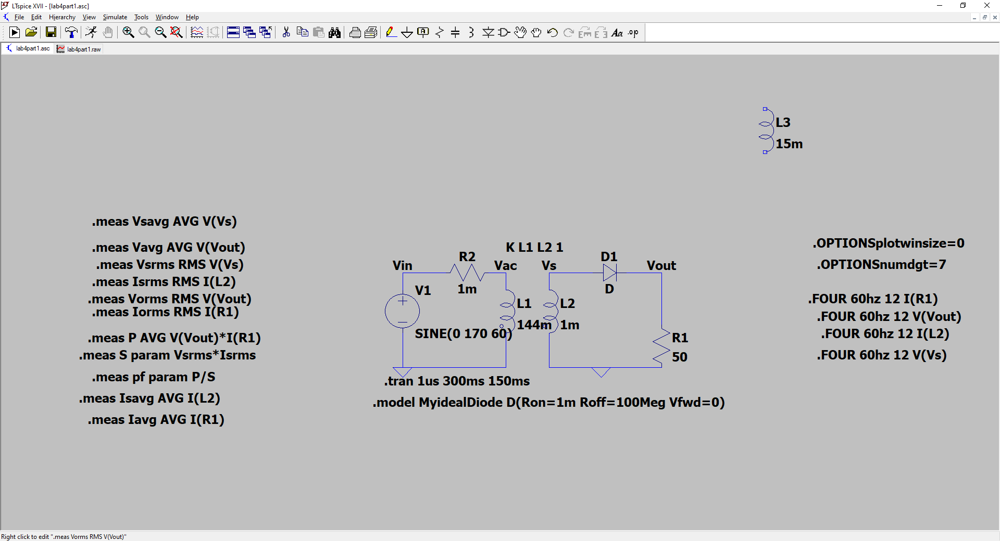 LTspice XVII - [lab4part1.asc]
File Edit Hierarchy View Simulate Tools Window Help
lab4part1.asc lab4part1.raw
L3
15m
.meas Vsavg AVG V(Vs)
.meas Vavg AVG V(Vout)
.meas Vsrms RMS V(Vs)
.meas Isrms RMS I(L2)
.meas Vorms RMS V(Vout)
.meas Iorms RMS I(R1)
.meas P AVG V(Vout)*I(R1)
.meas S param Vsrms*Isrms
.meas pf param P/S
.meas Isavg AVG I(L2)
.meas Iavg AVG I(R1)
K L1 L2 1
Vin
R2
1m
Vac
Vs
D1
D
Vout
V1
SINE(0 170 60)
L1
144m
L2
1m
R1
50
.tran 1us 300ms 150ms
.model MyidealDiode D(Ron=1m Roff=100Meg Vfwd=0)
.OPTIONSplotwinsize=0
.OPTIONSnumdgt=7
.FOUR 60hz 12 I(R1)
.FOUR 60hz 12 V(Vout)
.FOUR 60hz 12 I(L2)
.FOUR 60hz 12 V(Vs)
Right click to edit ".meas Vorms RMS V(Vout)"